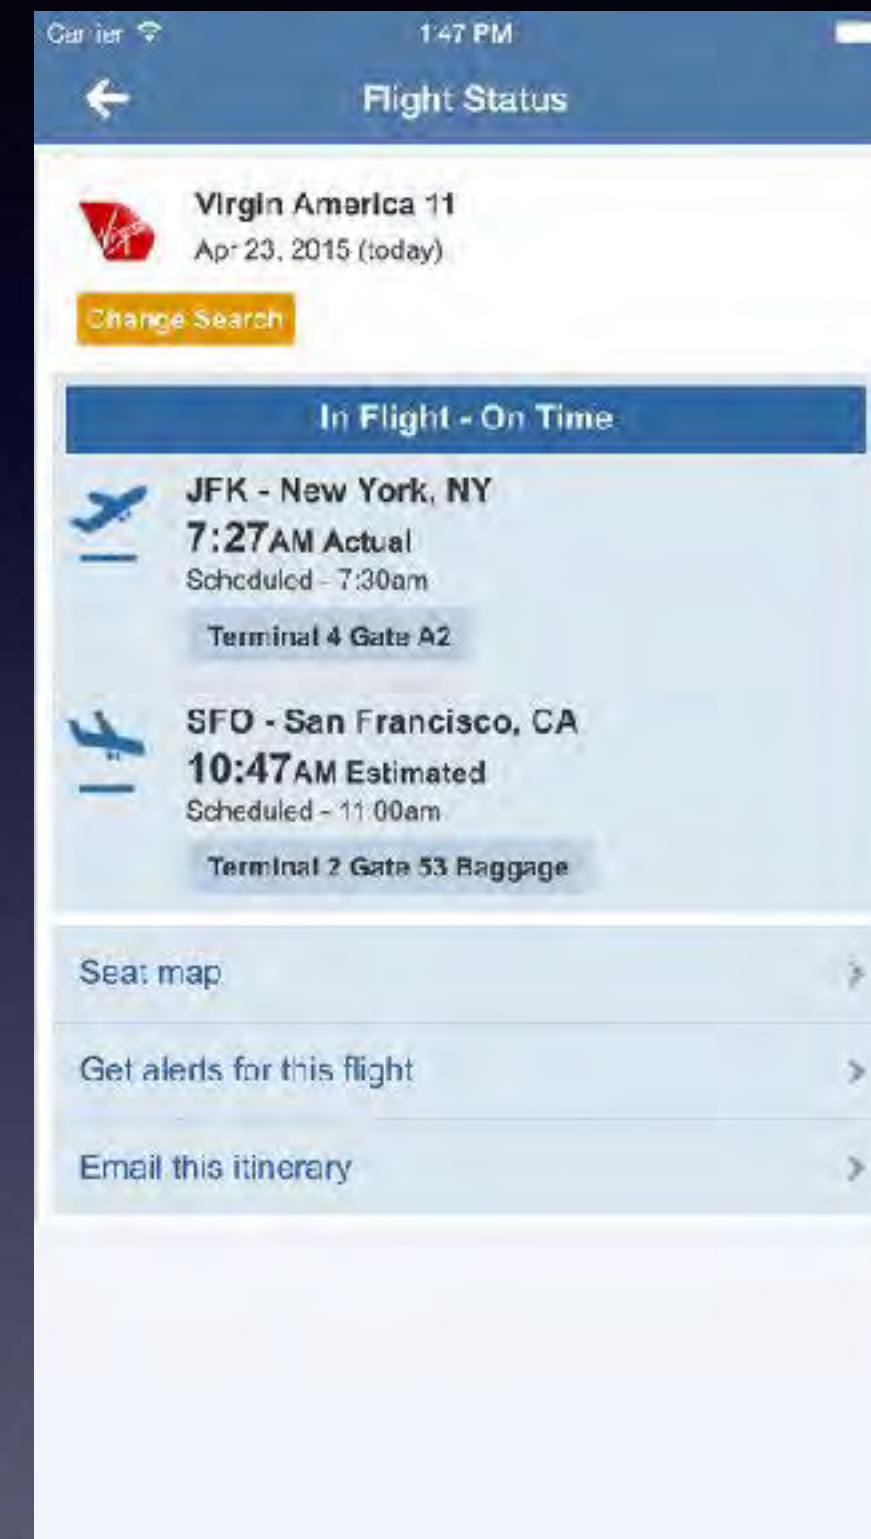 Carrier 1:47 PM
Flight Status
Virgin
Virgin America 11
Apr 23, 2015 (today)
Change Search
In Flight - On Time
JFK - New York, NY
7:27AM Actual
Scheduled - 7:30am
Terminal 4 Gate A2
SFO - San Francisco, CA
10:47AM Estimated
Scheduled - 11:00am
Terminal 2 Gate 53 Baggage
Seat map
Get alerts for this flight
Email this itinerary